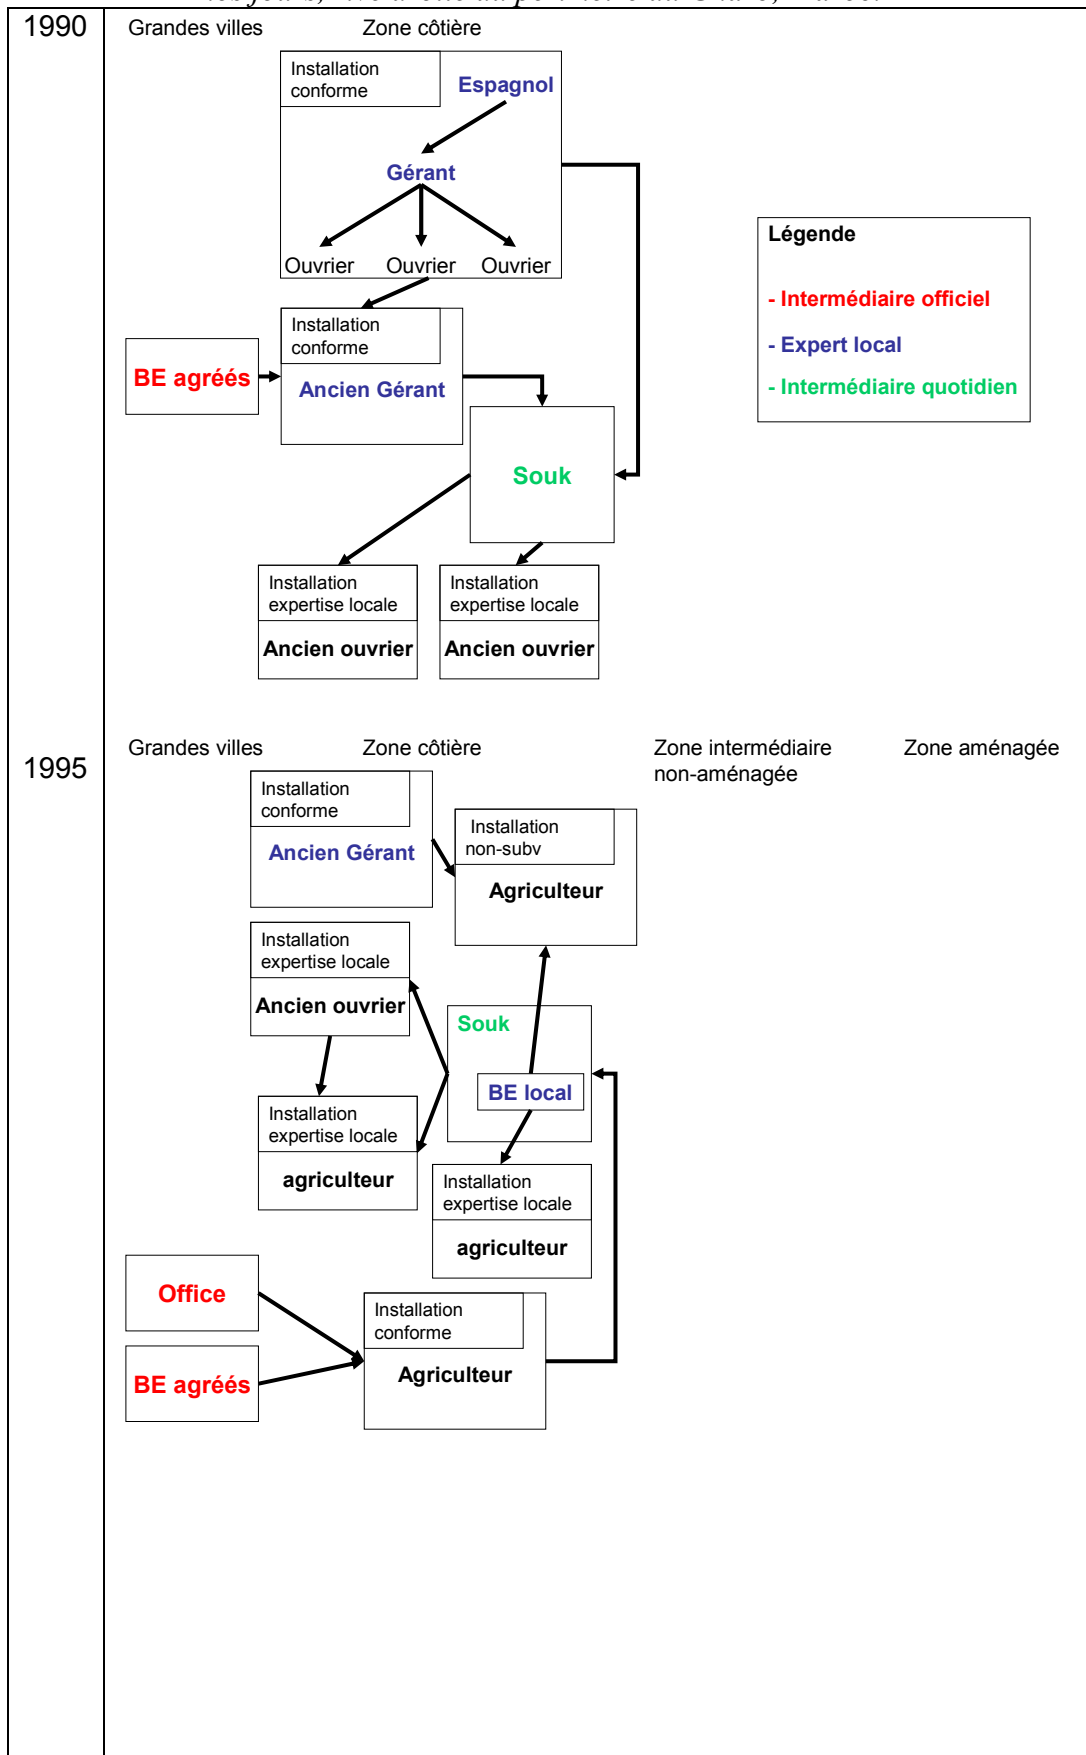 1990
Grandes villes
Zone côtière
Installation
conforme
Espagnol
Gérant
Ouvrier
Ouvrier
Ouvrier
Légende
- Intermédiaire officiel
- Expert local
- Intermédiaire quotidien
Installation
conforme
BE agréés
Ancien Gérant
Souk
Installation
expertise locale
Ancien ouvrier
Installation
expertise locale
Ancien ouvrier
1995
Grandes villes
Zone côtière
Zone intermédiaire
non-aménagée
Zone aménagée
Installation
conforme
Ancien Gérant
Installation
non-subv
Agriculteur
Installation
expertise locale
Ancien ouvrier
Souk
BE local
Installation
expertise locale
agriculteur
Installation
expertise locale
agriculteur
Office
BE agréés
Installation
conforme
Agriculteur